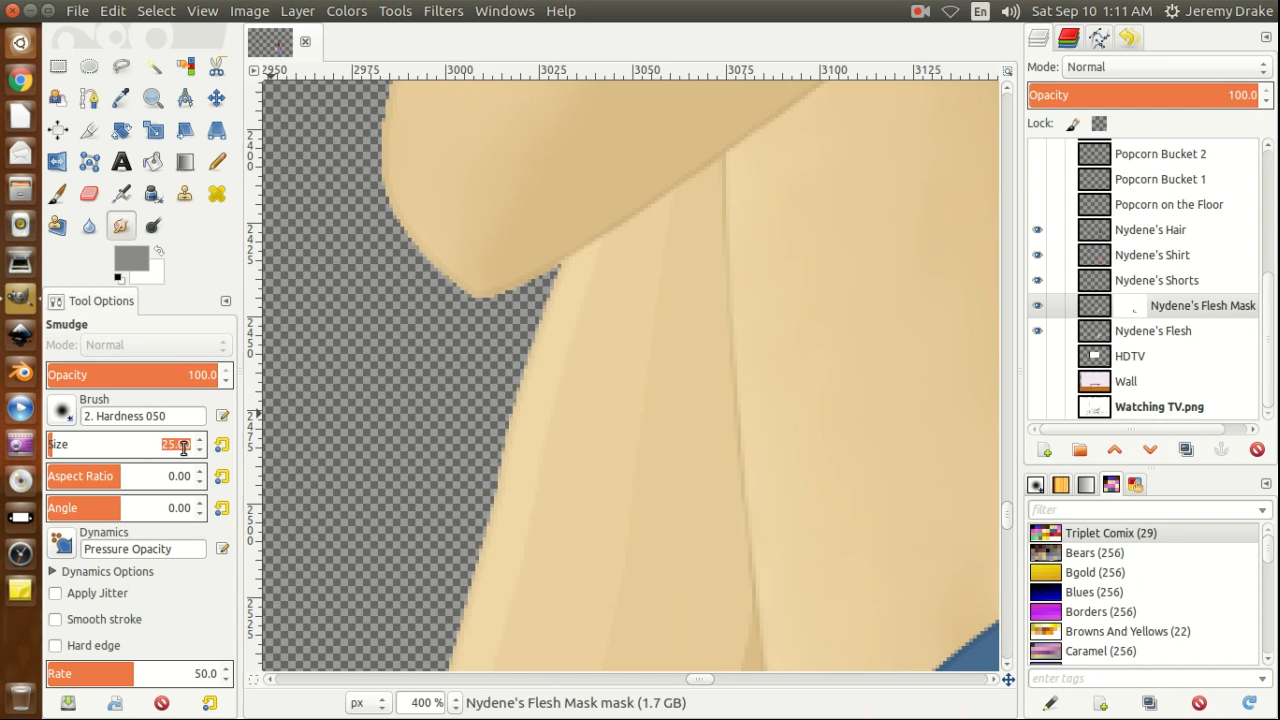 File Edit Select View Image Layer Colors Tools Filters Windows Help
En Sat Sep 10 1:11 AM Jeremy Drake
2950 2975 3000 3025 3050 3075 3100 3125
Mode: Normal
Opacity 100.0
Lock:
Popcorn Bucket 2
Popcorn Bucket 1
Popcorn on the Floor
Nydene's Hair
Nydene's Shirt
Nydene's Shorts
Nydene's Flesh Mask
Nydene's Flesh
HDTV
Wall
Watching TV.png
2400
2425
2450
2475
2500
2525
Tool Options
Smudge
Mode: Normal
Opacity 100.0
Brush
2. Hardness 050
Size
Aspect Ratio 0.00
Angle 0.00
Dynamics
Pressure Opacity
Dynamics Options
Apply Jitter
Smooth stroke
Hard edge
Rate 50.0
filter
Triplet Comix (29)
Bears (256)
Bgold (256)
Blues (256)
Borders (256)
Browns And Yellows (22)
Caramel (256)
enter tags
px 400 % Nydene's Flesh Mask mask (1.7 GB)